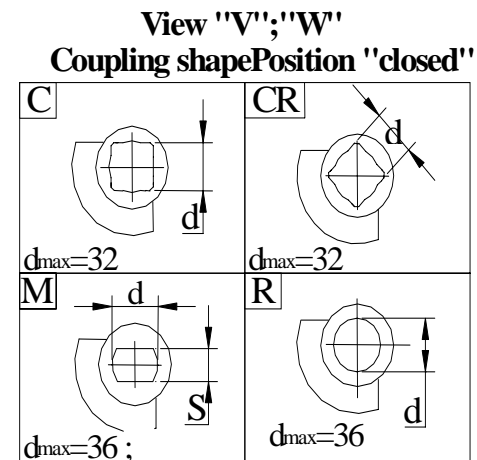 View "V";"W"
Coupling shapePosition "closed"
C
d
dmax=32
CR
d
dmax=32
M
d
S
dmax=36 ;
R
d
dmax=36